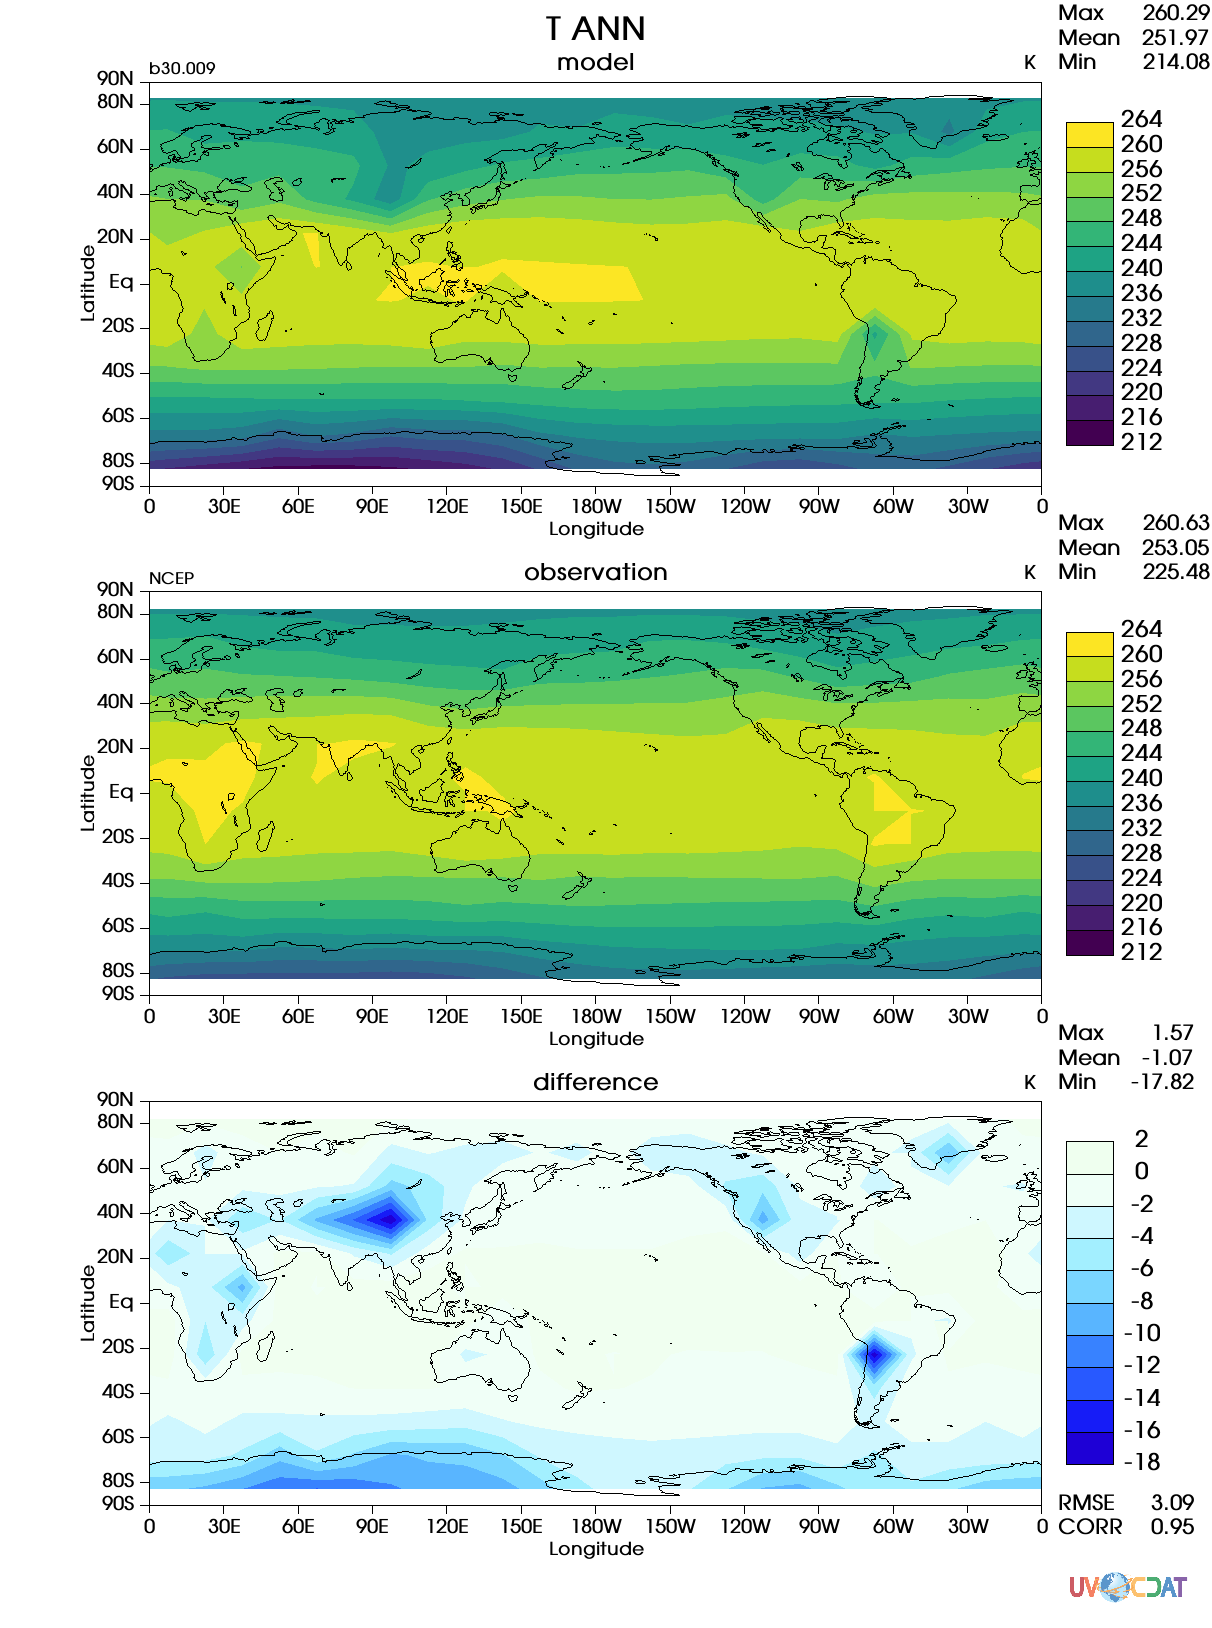 T ANN
model
b30.009
K
Max 260.29
Mean 251.97
Min 214.08
90N
80N
60N
40N
20N
Eq
20S
40S
60S
80S
90S
Latitude
0 30E 60E 90E 120E 150E 180W 150W 120W 90W 60W 30W 0
Longitude
264
260
256
252
248
244
240
236
232
228
224
220
216
212
observation
NCEP
K
Max 260.63
Mean 253.05
Min 225.48
90N
80N
60N
40N
20N
Eq
20S
40S
60S
80S
90S
Latitude
0 30E 60E 90E 120E 150E 180W 150W 120W 90W 60W 30W 0
Longitude
264
260
256
252
248
244
240
236
232
228
224
220
216
212
difference
K
Max 1.57
Mean -1.07
Min -17.82
90N
80N
60N
40N
20N
Eq
20S
40S
60S
80S
90S
Latitude
0 30E 60E 90E 120E 150E 180W 150W 120W 90W 60W 30W 0
Longitude
2
0
-2
-4
-6
-8
-10
-12
-14
-16
-18
RMSE 3.09
CORR 0.95
UV CDAT